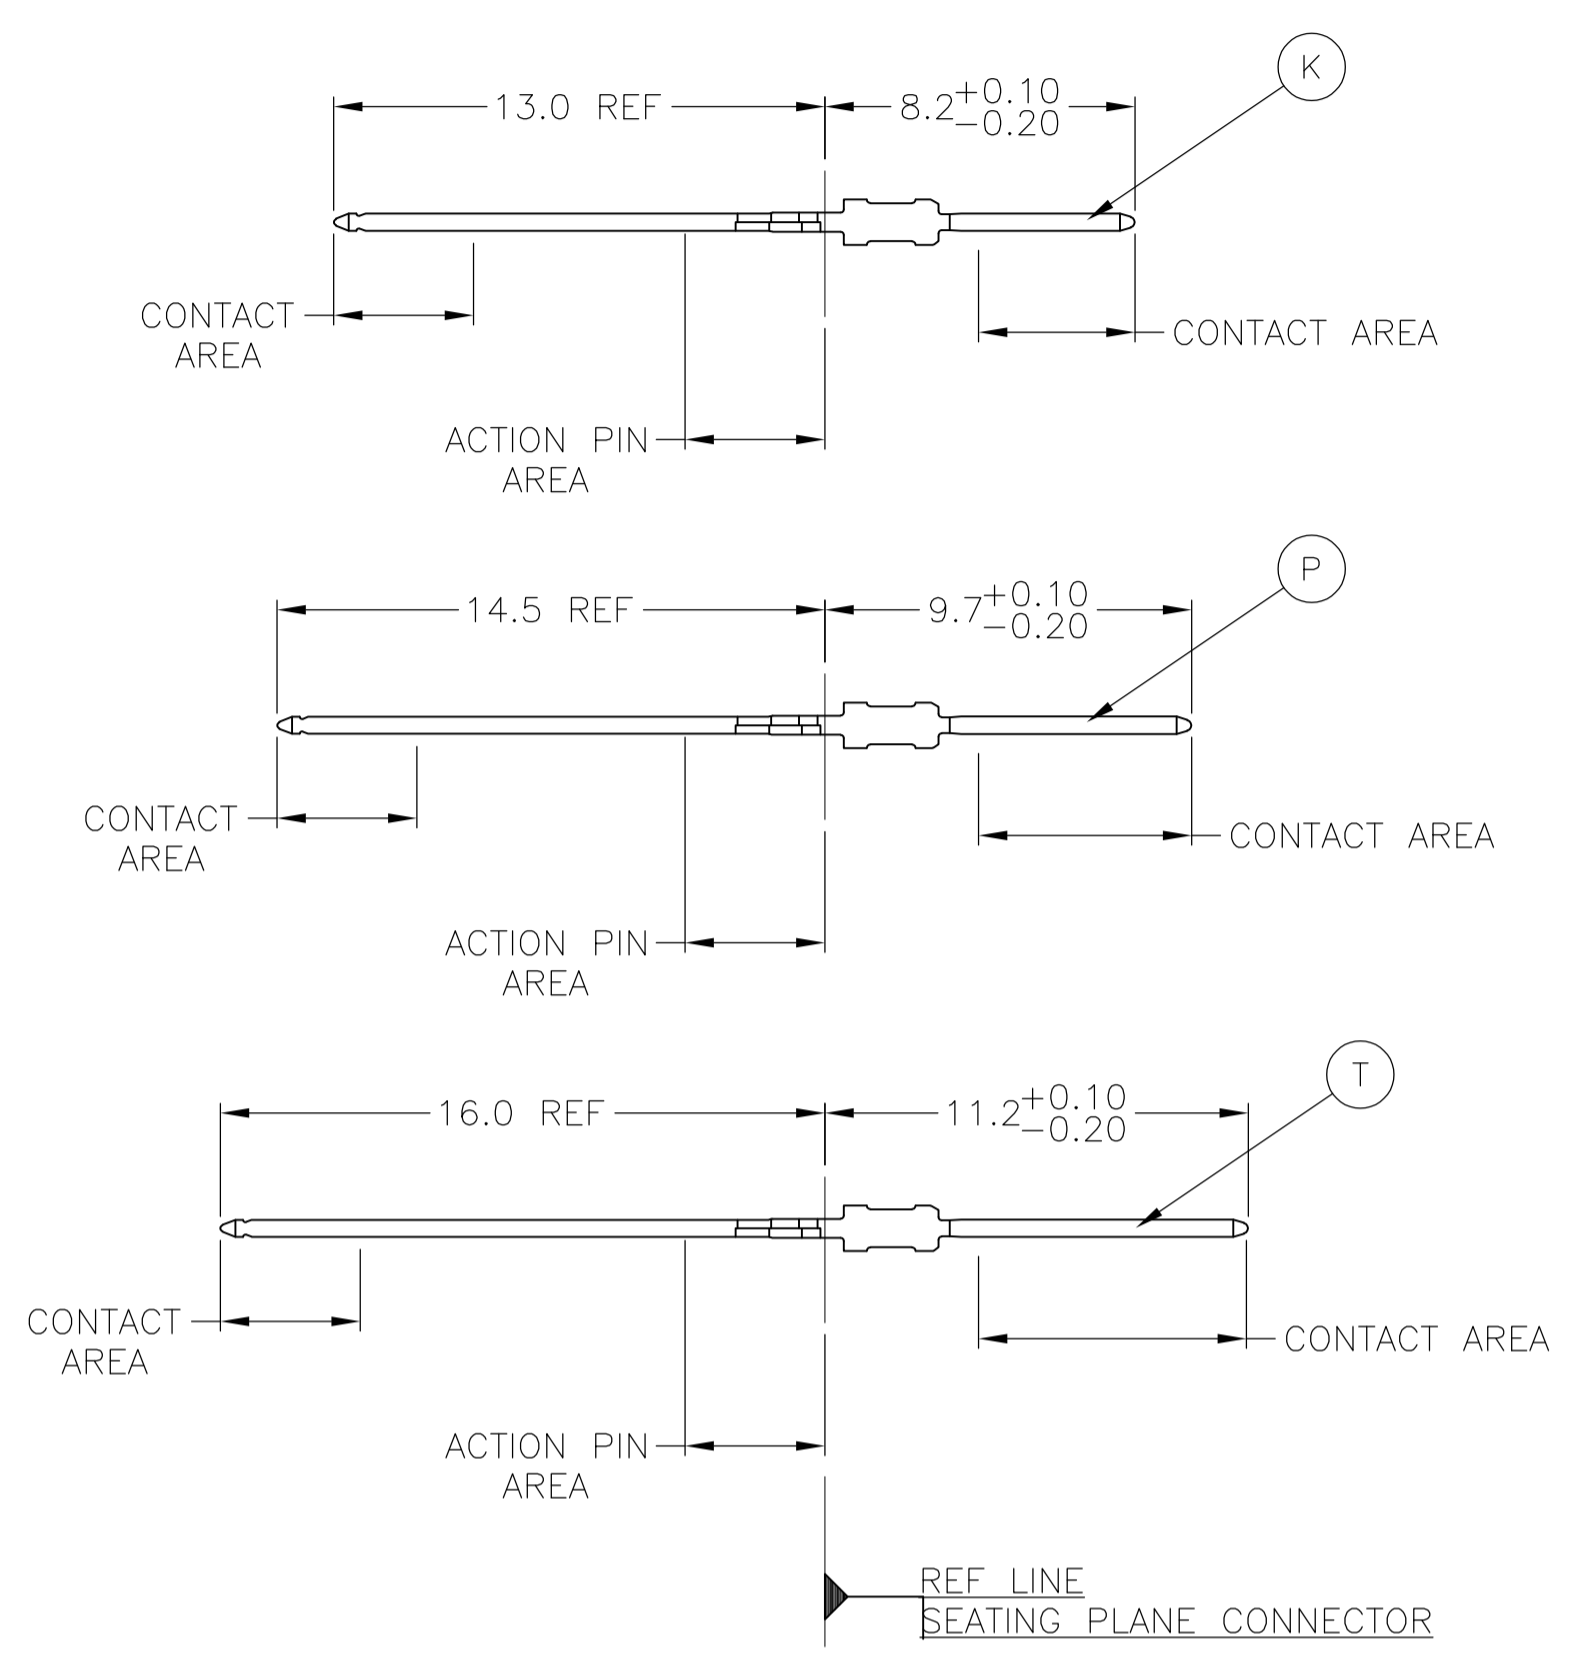 K
13.0 REF
8.2 +0.10
-0.20
CONTACT
AREA
CONTACT AREA
ACTION PIN
AREA
P
14.5 REF
9.7 +0.10
-0.20
CONTACT
AREA
CONTACT AREA
ACTION PIN
AREA
T
16.0 REF
11.2 +0.10
-0.20
CONTACT
AREA
CONTACT AREA
ACTION PIN
AREA
REF LINE
SEATING PLANE CONNECTOR